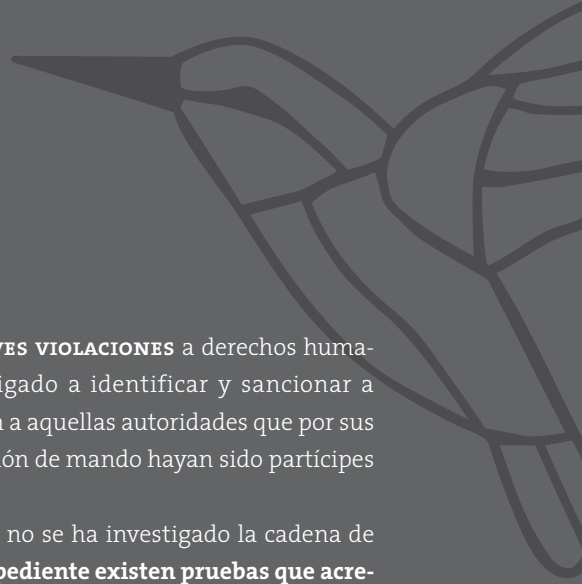 VES VIOLACIONES a derechos huma-
igado a identificar y sancionar a
a aquellas autoridades que por sus
ón de mando hayan sido partícipes
no se ha investigado la cadena de
pediente existen pruebas que acre-